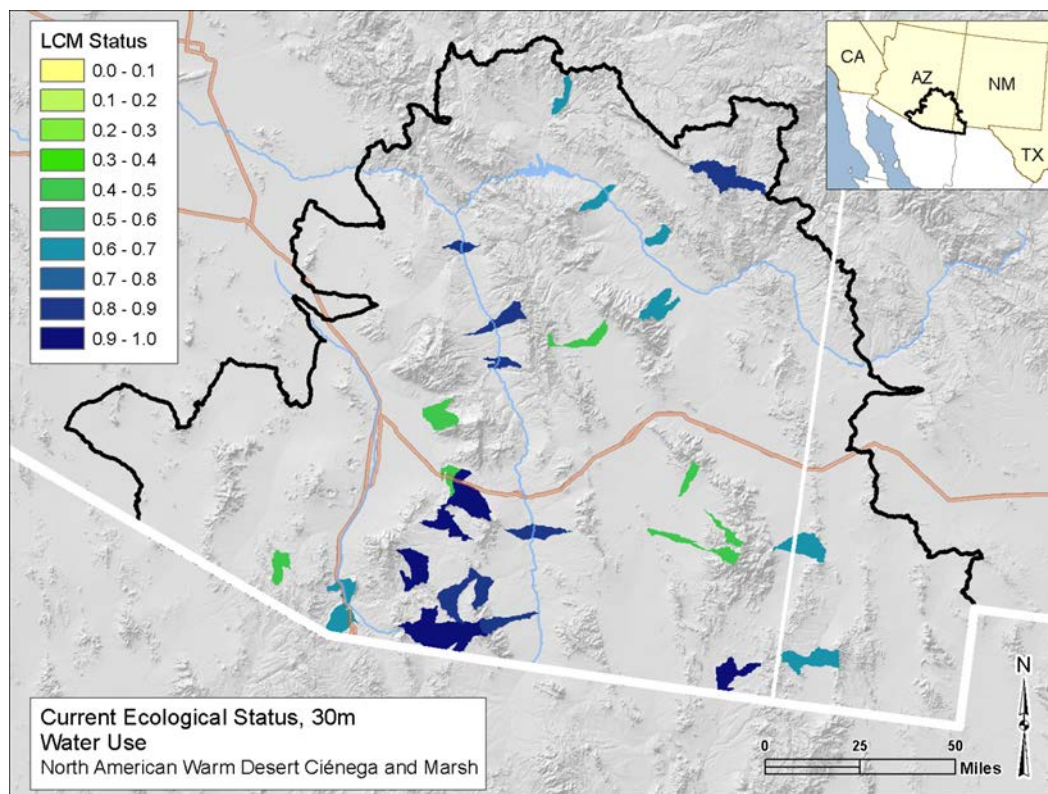 LCM Status
0.0 - 0.1
0.1 - 0.2
0.2 - 0.3
0.3 - 0.4
0.4 - 0.5
0.5 - 0.6
0.6 - 0.7
0.7 - 0.8
0.8 - 0.9
0.9 - 1.0
CA
AZ
NM
TX
Current Ecological Status, 30m
Water Use
North American Warm Desert Ciénega and Marsh
N
0 25 50
Miles